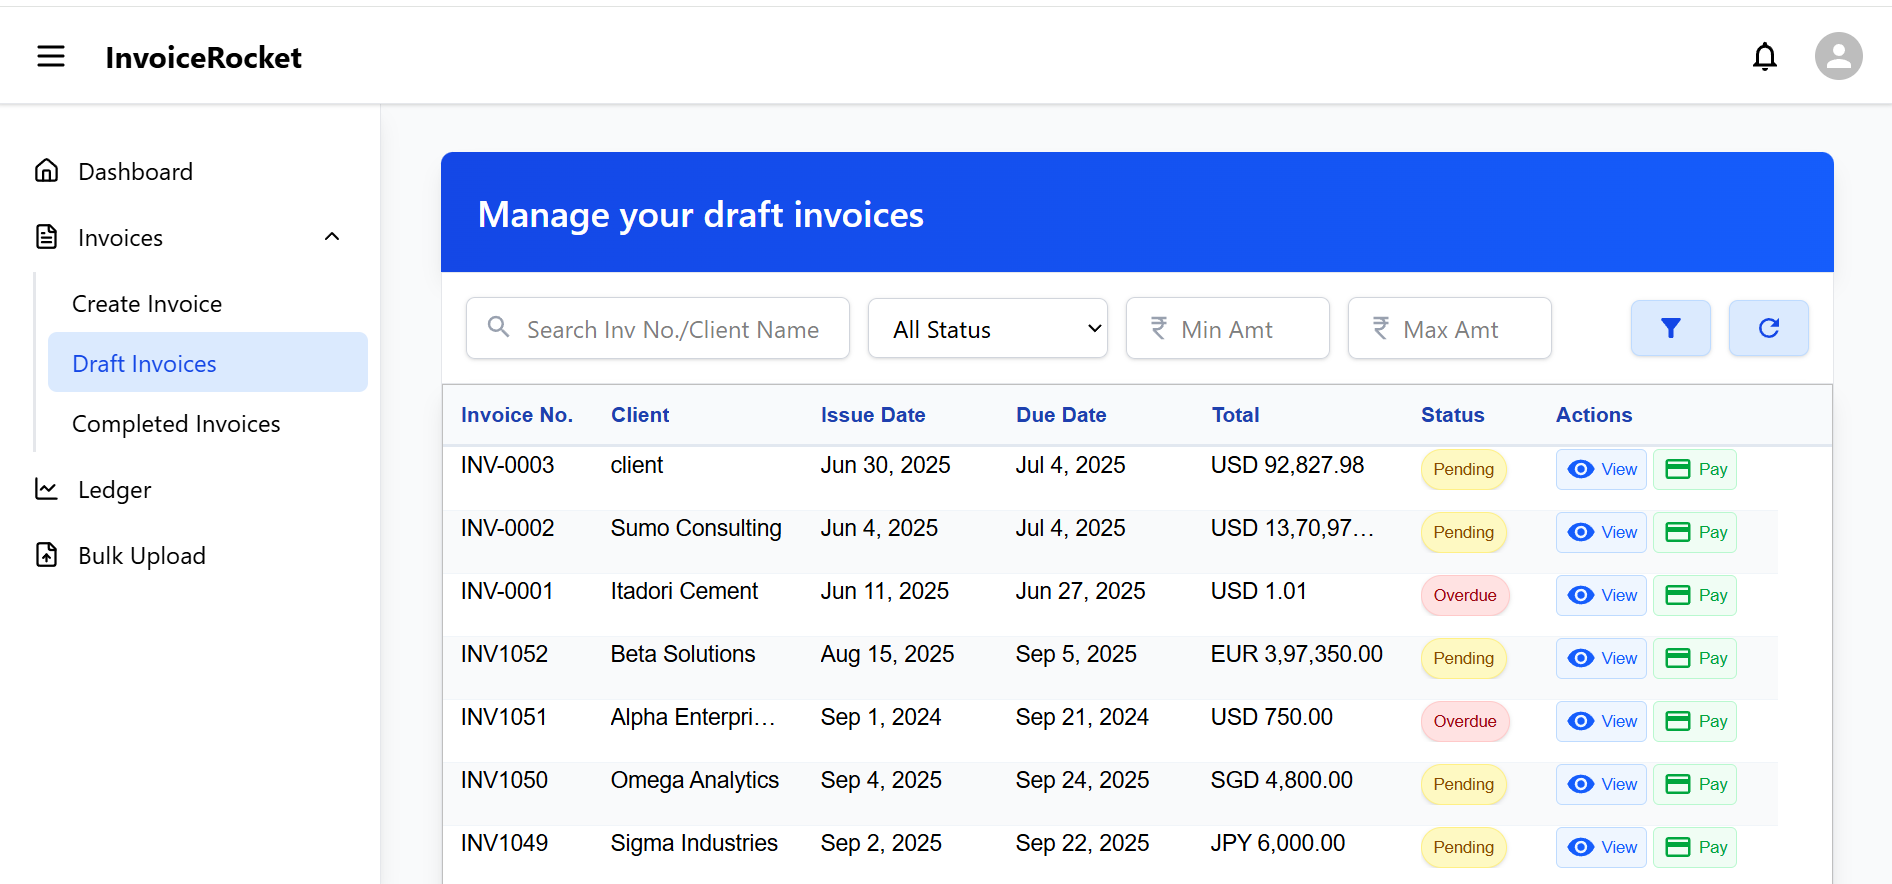 InvoiceRocket
Dashboard
Invoices
Create Invoice
Draft Invoices
Completed Invoices
Ledger
Bulk Upload
Manage your draft invoices
Search Inv No./Client Name All Status ₹ Min Amt ₹ Max Amt
Invoice No. Client Issue Date Due Date Total Status Actions
INV-0003 client Jun 30, 2025 Jul 4, 2025 USD 92,827.98 Pending View Pay
INV-0002 Sumo Consulting Jun 4, 2025 Jul 4, 2025 USD 13,70,97… Pending View Pay
INV-0001 Itadori Cement Jun 11, 2025 Jun 27, 2025 USD 1.01 Overdue View Pay
INV1052 Beta Solutions Aug 15, 2025 Sep 5, 2025 EUR 3,97,350.00 Pending View Pay
INV1051 Alpha Enterpri… Sep 1, 2024 Sep 21, 2024 USD 750.00 Overdue View Pay
INV1050 Omega Analytics Sep 4, 2025 Sep 24, 2025 SGD 4,800.00 Pending View Pay
INV1049 Sigma Industries Sep 2, 2025 Sep 22, 2025 JPY 6,000.00 Pending View Pay